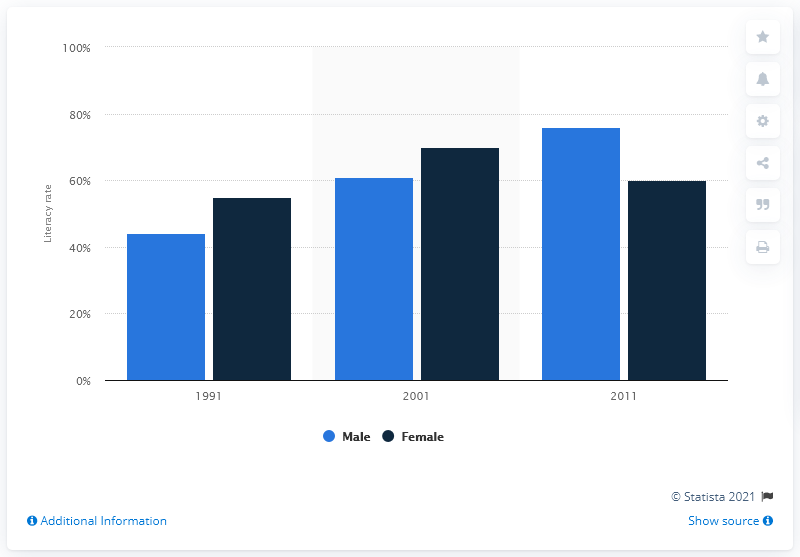 100%
80%
60%
40%
20%
0%
Literacy rate
1991 2001 2011
Male Female
© Statista 2021
Additional Information Show source